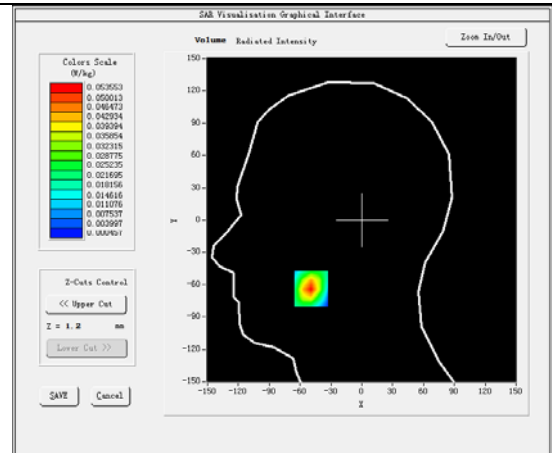 SAR Visualisation Graphical Interface
Volume Radiated Intensity
Zoom In/Out
Colors Scale
(W/kg)
0.053553
0.050013
0.046473
0.042934
0.039394
0.035854
0.032315
0.028775
0.025235
0.021695
0.018156
0.014616
0.011076
0.007537
0.003997
0.000457
150
120
90
60
30
0
-30
-60
-90
-120
-150
Y
-150 -120 -90 -60 -30 0 30 60 90 120 150
X
Z-Cuts Control
<< Upper Cut
Z = 1.2 mm
Lower Cut >>
SAVE Cancel